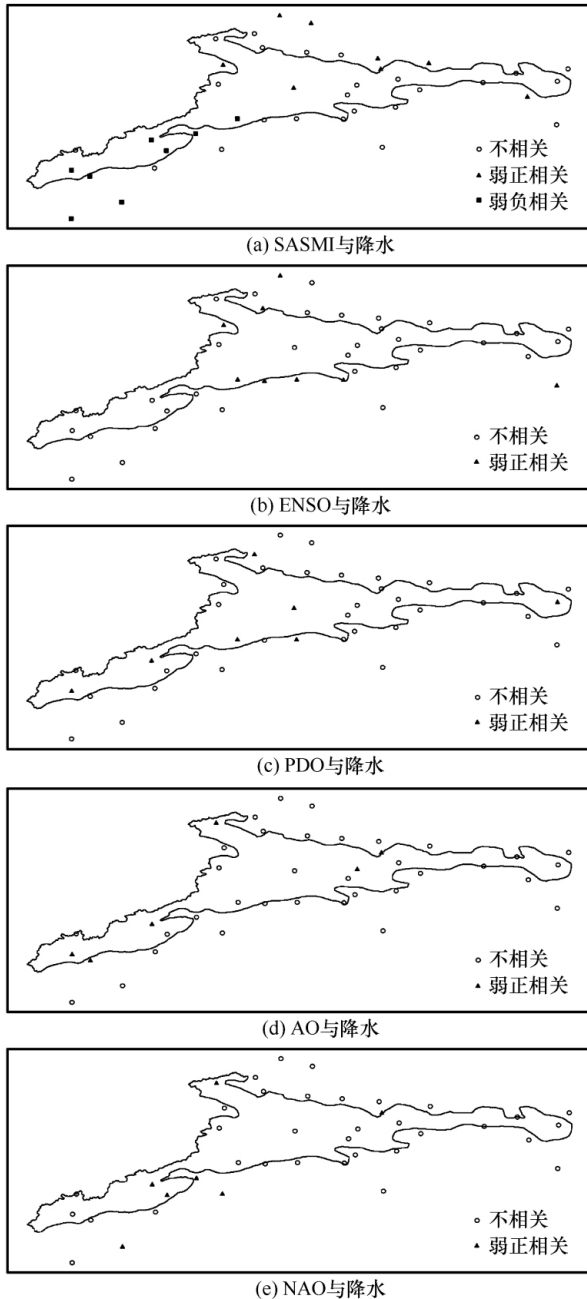 不相关
弱正相关
弱负相关
(a) SASMI与降水
不相关
弱正相关
(b) ENSO与降水
不相关
弱正相关
(c) PDO与降水
不相关
弱正相关
(d) AO与降水
不相关
弱正相关
(e) NAO与降水